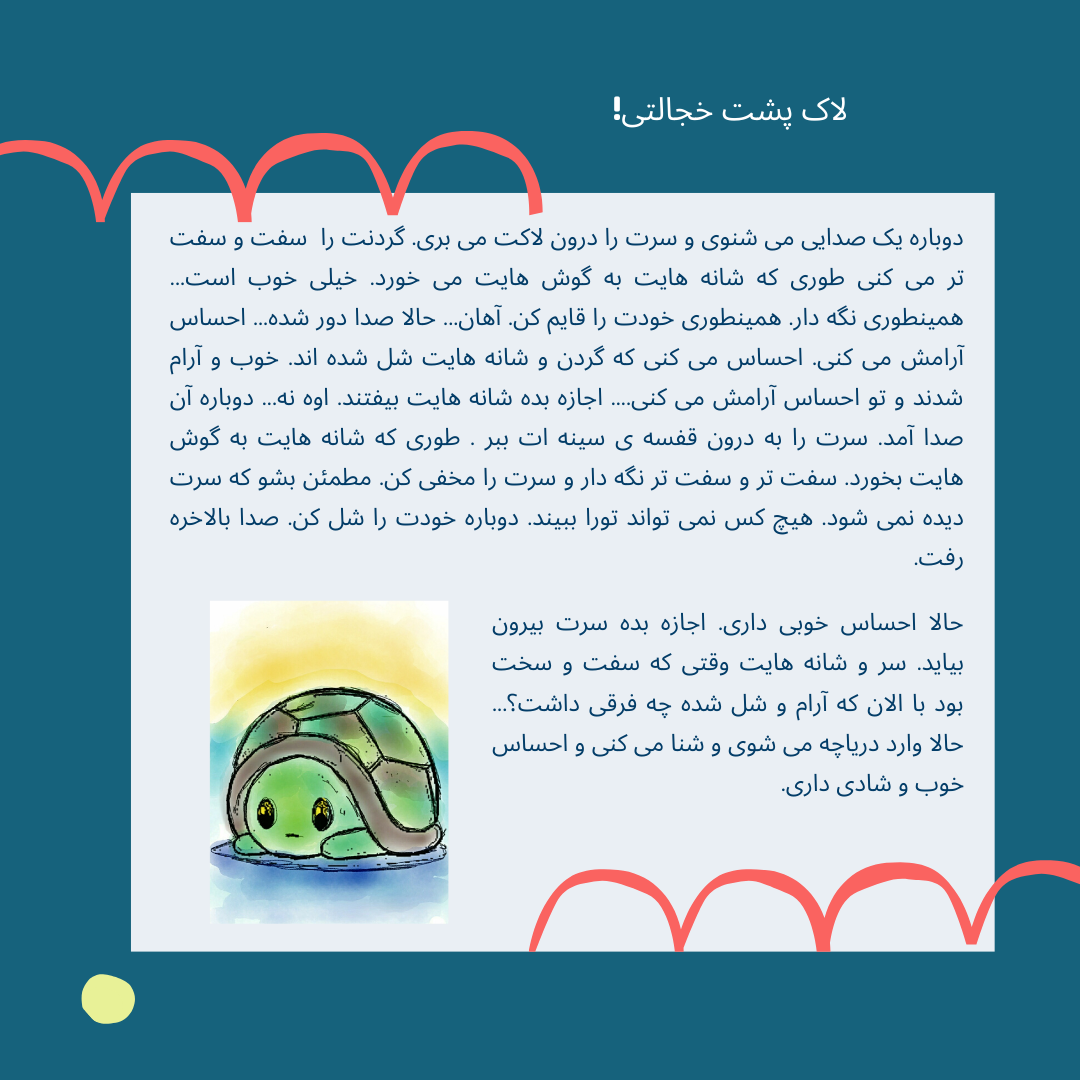 لاک پشت خجالتی!
دوباره یک صدایی می شنوی و سرت را درون لاکت می بری. گردنت را سفت و سفت
تر می کنی طوری که شانه هایت به گوش هایت می خورد. خیلی خوب است...
همینطوری نگه دار. همینطوری خودت را قایم کن. آهان... حالا صدا دور شده... احساس
آرامش می کنی. احساس می کنی که گردن و شانه هایت شل شده اند. خوب و آرام
شدند و تو احساس آرامش می کنی.... اجازه بده شانه هایت بیفتند. اوه نه... دوباره آن
صدا آمد. سرت را به درون قفسه ی سینه ات ببر . طوری که شانه هایت به گوش
هایت بخورد. سفت تر و سفت تر نگه دار و سرت را مخفی کن. مطمئن بشو که سرت
دیده نمی شود. هیچ کس نمی تواند تورا ببیند. دوباره خودت را شل کن. صدا بالاخره
رفت.
حالا احساس خوبی داری. اجازه بده سرت بیرون
بیاید. سر و شانه هایت وقتی که سفت و سخت
بود با الان که آرام و شل شده چه فرقی داشت؟...
حالا وارد دریاچه می شوی و شنا می کنی و احساس
خوب و شادی داری.